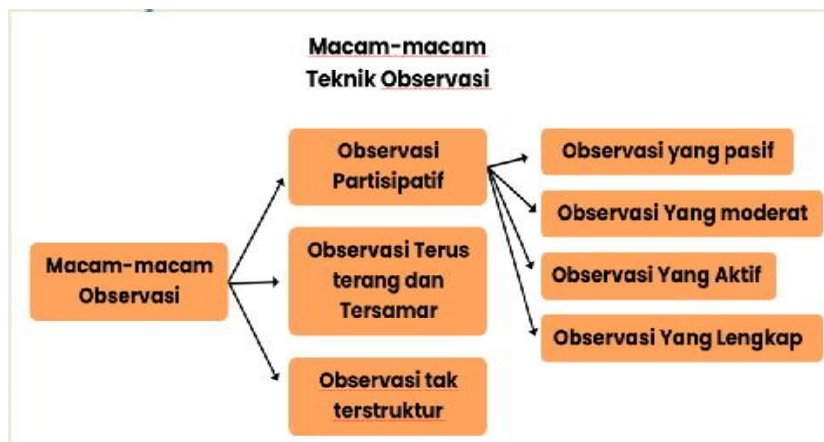 Macam-macam
Teknik Observasi
Macam-macam
Observasi
Observasi
Partisipatif
Observasi Terus
terang dan
Tersamar
Observasi tak
terstruktur
Observasi yang pasif
Observasi Yang moderat
Observasi Yang Aktif
Observasi Yang Lengkap